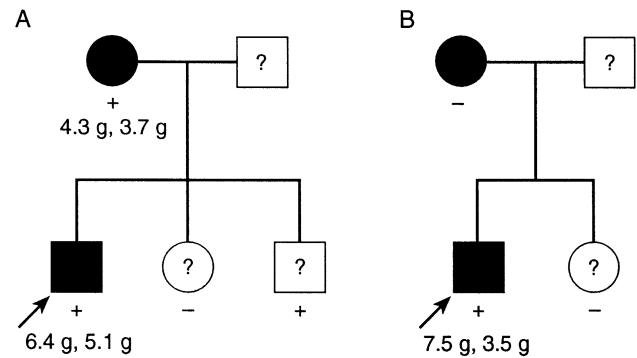 A
?
+
4.3 g, 3.7 g
?
?
+
–
+
6.4 g, 5.1 g
B
?
–
?
+
–
7.5 g, 3.5 g